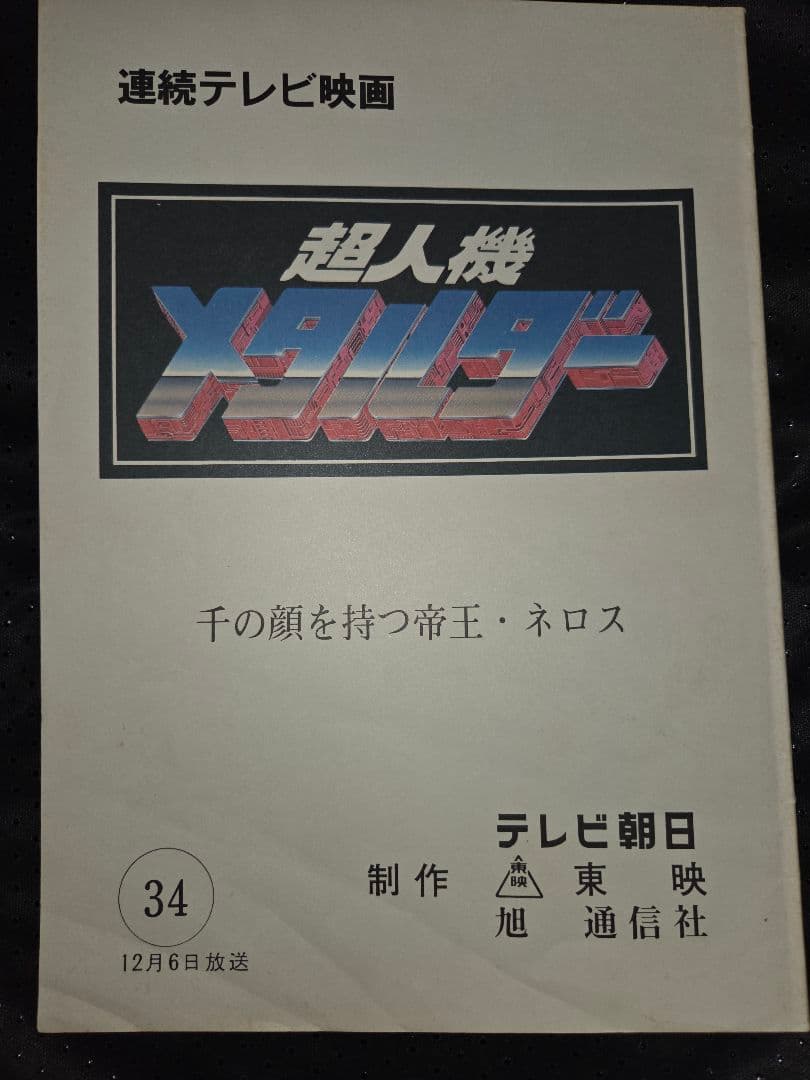 連続テレビ映画
超人機
メタルダー
千の顔を持つ帝王・ネロス
テレビ朝日
制作 東映 東映
旭 通信社
34
12月6日放送